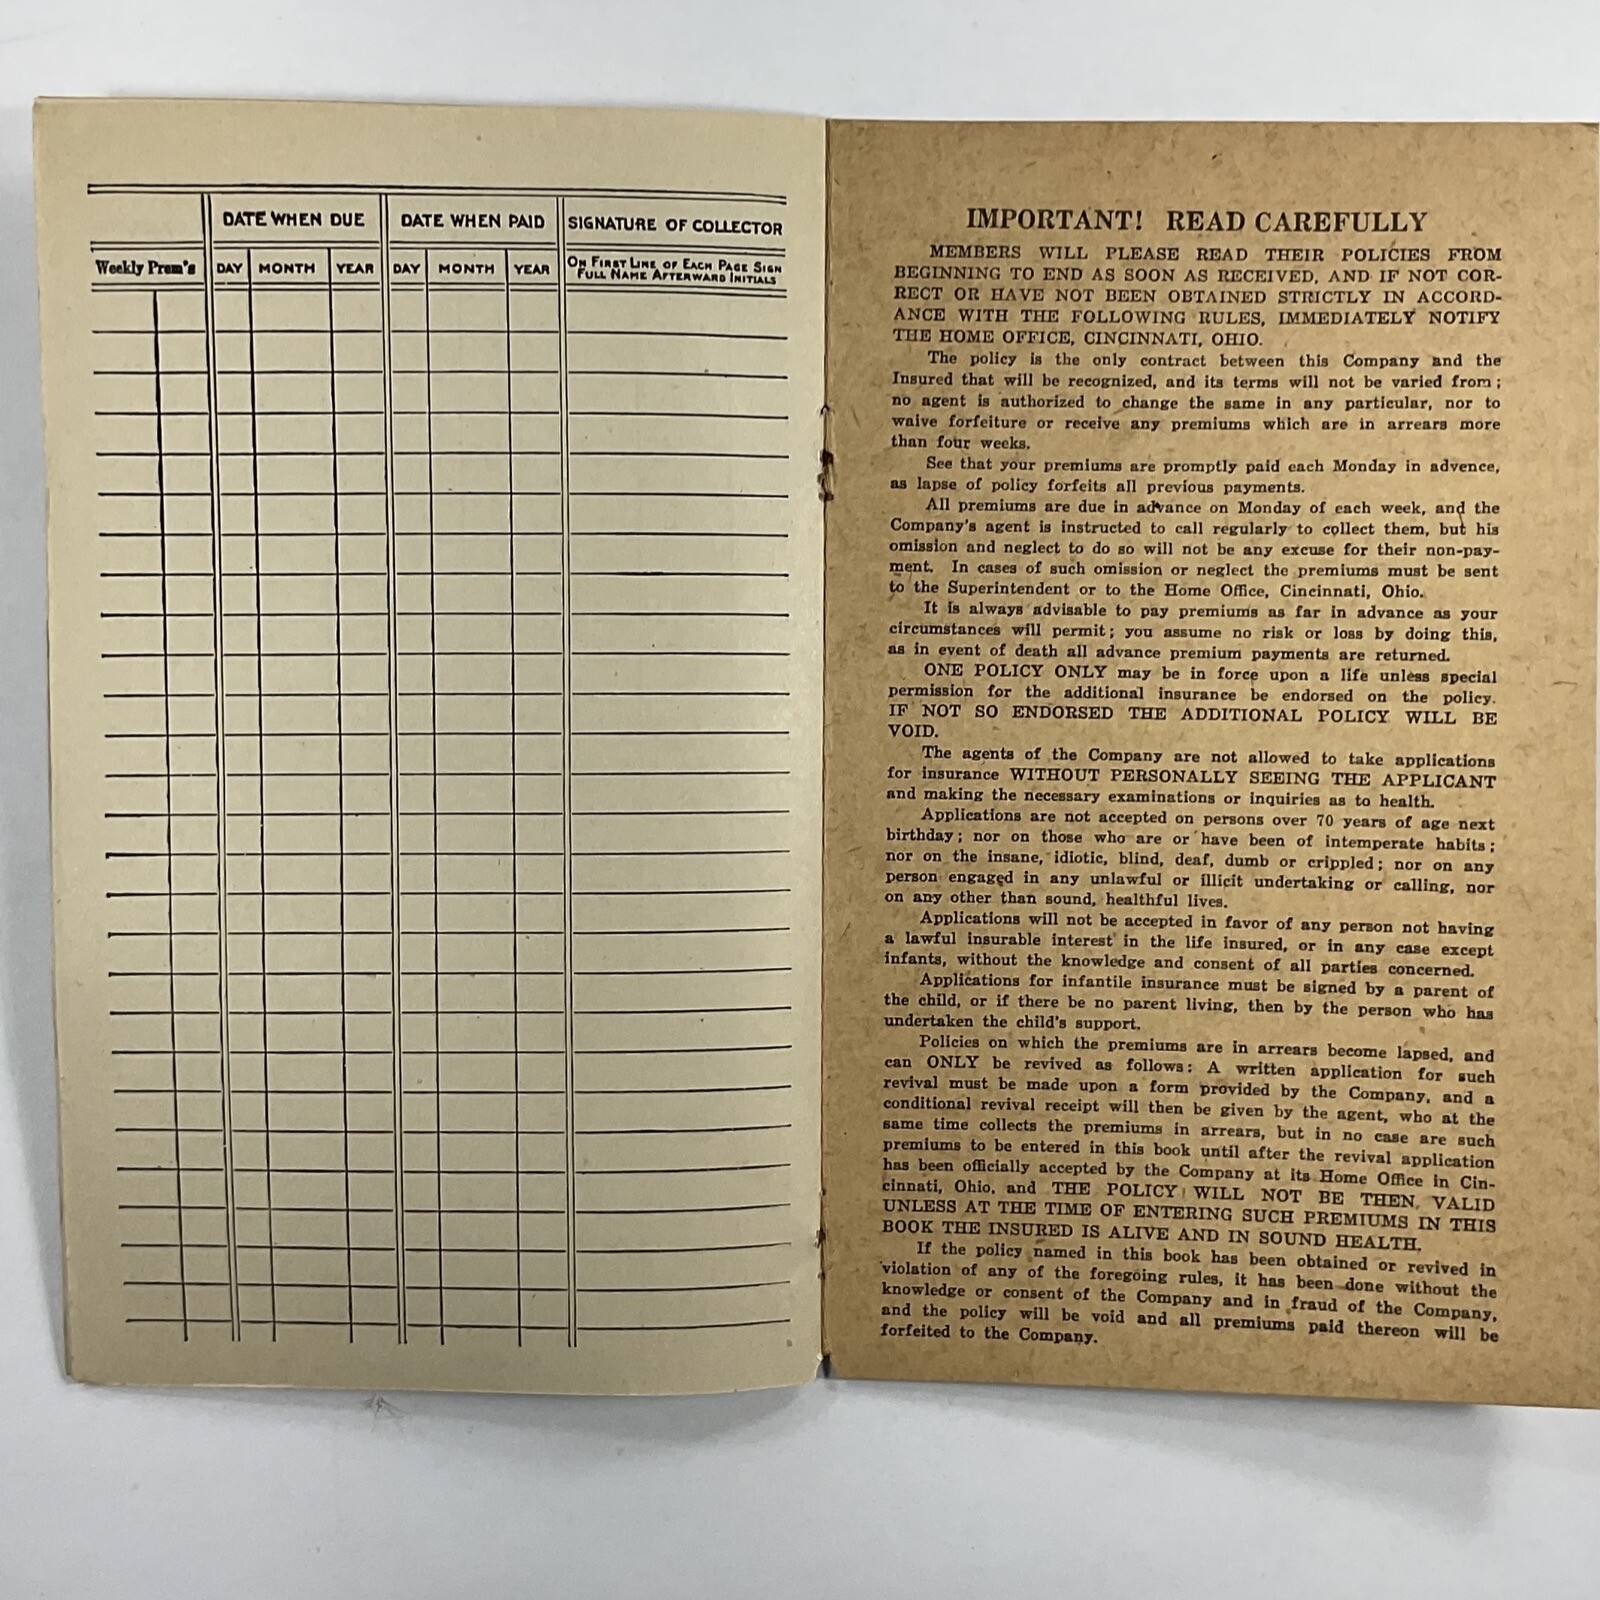 DATE WHEN DUE DATE WHEN PAID SIGNATURE OF COLLECTOR
Weekly Prem's DAY MONTH YEAR DAY MONTH YEAR ON FIRST LINE OF EACH PAGE SIGN
FULL NAME AFTERWARD INITIALS
IMPORTANT! READ CAREFULLY
MEMBERS WILL PLEASE READ THEIR POLICIES FROM
BEGINNING TO END AS SOON AS RECEIVED, AND IF NOT COR-
RECT OR HAVE NOT BEEN OBTAINED STRICTLY IN ACCORD-
ANCE WITH THE FOLLOWING RULES, IMMEDIATELY NOTIFY
THE HOME OFFICE, CINCINNATI, OHIO.
The policy is the only contract between this Company and the
Insured that will be recognized, and its terms will not be varied from;
no agent is authorized to change the same in any particular, nor to
waive forfeiture or receive any premiums which are in arrears more
than four weeks.
See that your premiums are promptly paid each Monday in advence,
as lapse of policy forfeits all previous payments.
All premiums are due in advance on Monday of each week, and the
Company's agent is instructed to call regularly to collect them, but his
omission and neglect to do so will not be any excuse for their non-pay-
ment. In cases of such omission or neglect the premiums must be sent
to the Superintendent or to the Home Office, Cincinnati, Ohio.
It is always advisable to pay premiums as far in advance as your
circumstances will permit; you assume no risk or loss by doing this,
as in event of death all advance premium payments are returned.
ONE POLICY ONLY may be in force upon a life unless special
permission for the additional insurance be endorsed on the policy.
IF NOT SO ENDORSED THE ADDITIONAL POLICY WILL BE
VOID.
The agents of the Company are not allowed to take applications
for insurance WITHOUT PERSONALLY SEEING THE APPLICANT
and making the necessary examinations or inquiries as to health.
Applications are not accepted on persons over 70 years of age next
birthday; nor on those who are or have been of intemperate habits;
nor on the insane, idiotic, blind, deaf, dumb or crippled; nor on any
person engaged in any unlawful or illicit undertaking or calling, nor
on any other than sound, healthful lives.
Applications will not be accepted in favor of any person not having
a lawful insurable interest in the life insured, or in any case except
infants, without the knowledge and consent of all parties concerned.
Applications for infantile insurance must be signed by a parent of
the child, or if there be no parent living, then by the person who has
undertaken the child's support.
Policies on which the premiums are in arrears become lapsed, and
can ONLY be revived as follows: A written application for such
revival must be made upon a form provided by the Company, and a
conditional revival receipt will then be given by the agent, who at the
same time collects the premiums in arrears, but in no case are such
premiums to be entered in this book until after the revival application
has been officially accepted by the Company at its Home Office in Cin-
cinnati, Ohio, and THE POLICY WILL NOT BE THEN VALID
UNLESS AT THE TIME OF ENTERING SUCH PREMIUMS IN THIS
BOOK THE INSURED IS ALIVE AND IN SOUND HEALTH.
If the policy named in this book has been obtained or revived in
violation of any of the foregoing rules, it has been done without the
knowledge or consent of the Company and in fraud of the Company,
and the policy will be void and all premiums paid thereon will be
forfeited to the Company.